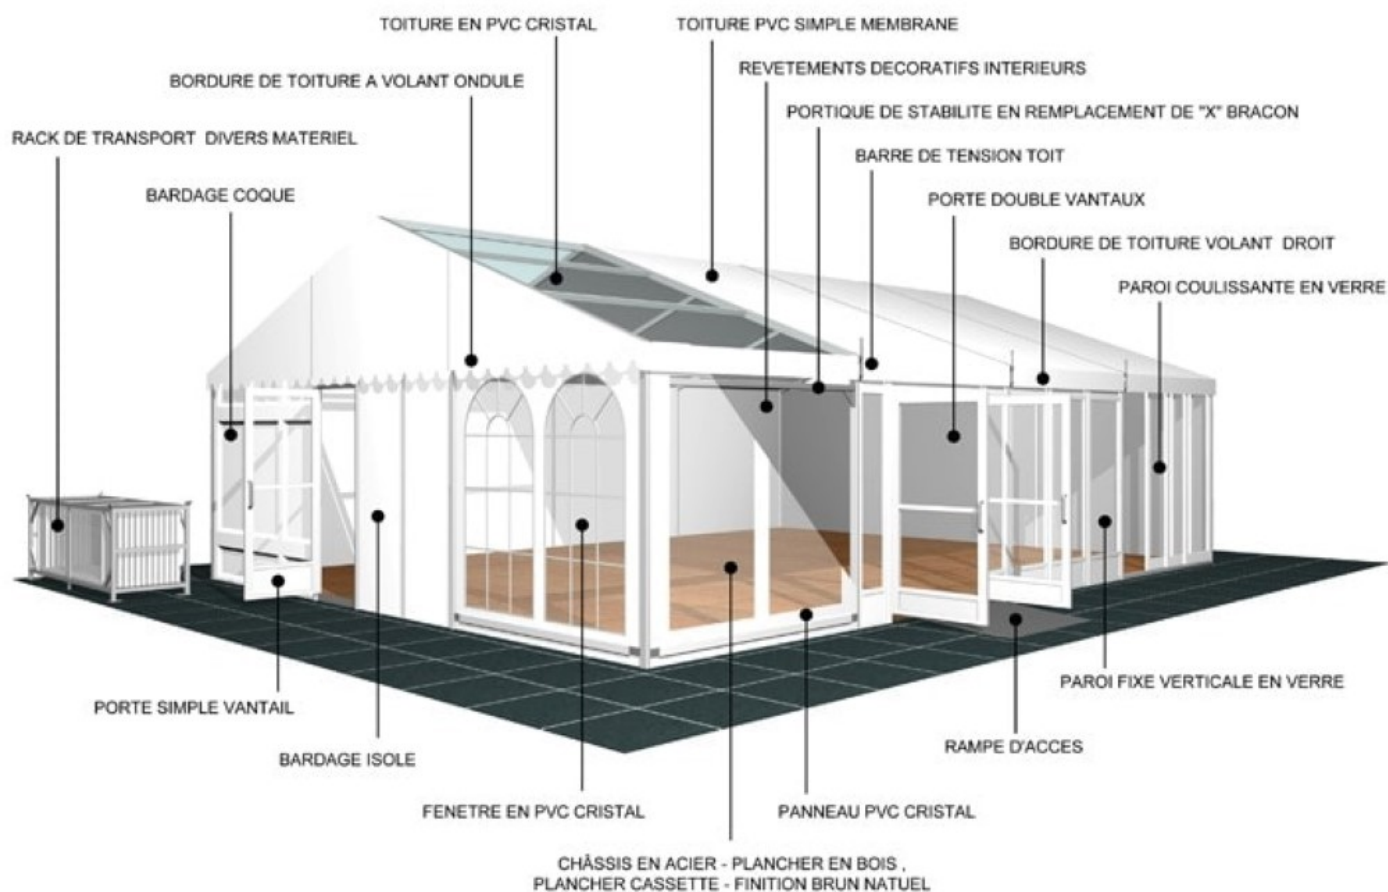 TOITURE EN PVC CRISTAL
TOITURE PVC SIMPLE MEMBRANE
BORDURE DE TOITURE A VOLANT ONDULE
REVETEMENTS DECORATIFS INTERIEURS
RACK DE TRANSPORT DIVERS MATERIEL
PORTIQUE DE STABILITE EN REMPLACEMENT DE "X" BRACON
BARDAGE COQUE
BARRE DE TENSION TOIT
PORTE DOUBLE VANTAUX
BORDURE DE TOITURE VOLANT DROIT
PAROI COULISSANTE EN VERRE
PORTE SIMPLE VANTAIL
PAROI FIXE VERTICALE EN VERRE
BARDAGE ISOLE
RAMPE D'ACCES
FENETRE EN PVC CRISTAL
PANNEAU PVC CRISTAL
CHÂSSIS EN ACIER - PLANCHER EN BOIS ,
PLANCHER CASSETTE - FINITION BRUN NATUEL